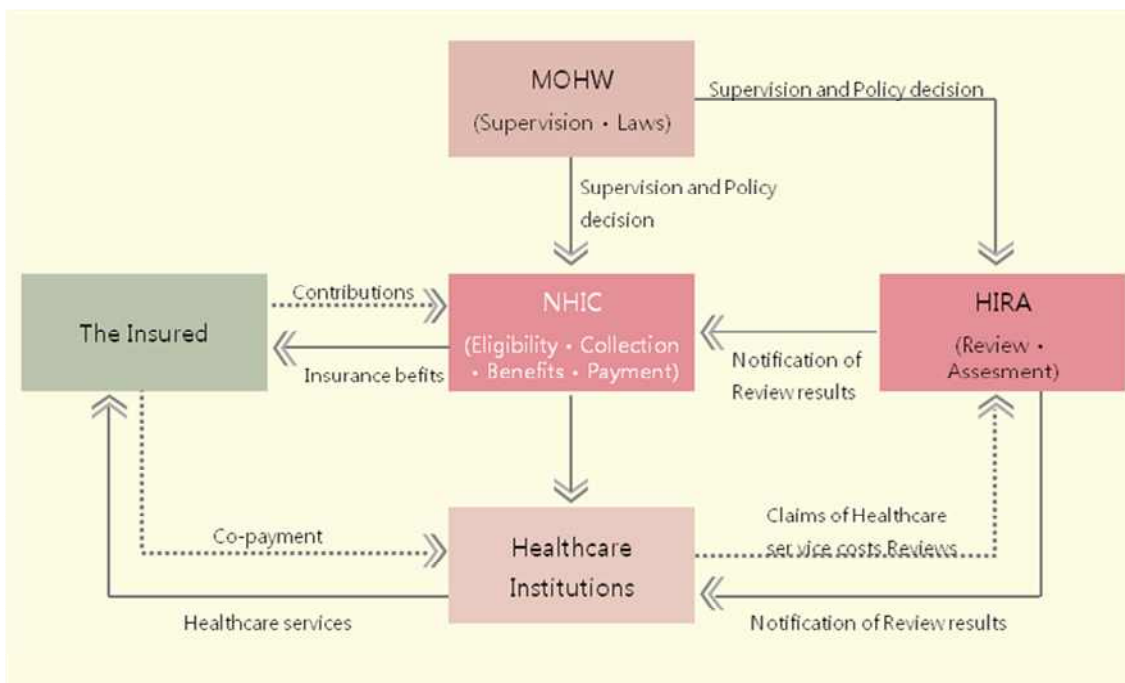 MOHW
(Supervision・Laws)
Supervision and Policy decision
Supervision and Policy
decision
The Insured
Contributions
Insurance befits
NHIC
(Eligibility・Collection
・Benefits・Payment)
Notification of
Review results
HIRA
(Review・
Assesment)
Co-payment
Healthcare
Institutions
Claims of Healthcare
service costs Reviews
Healthcare services
Notification of Review results